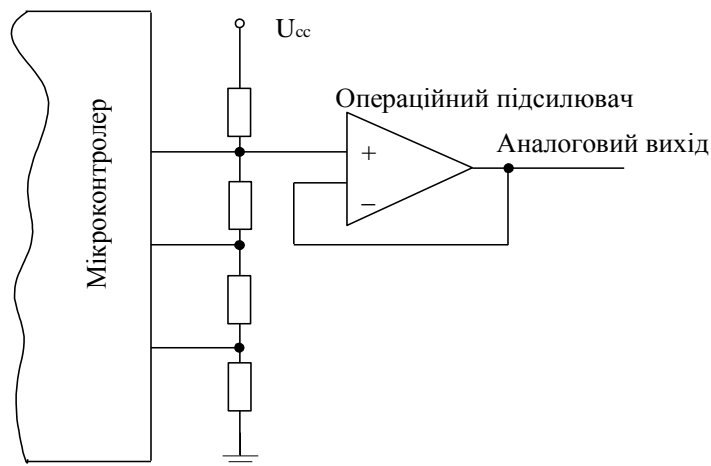 Ucc
Операційний підсилювач
Аналоговий вихід
Мікроконтролер
+
−